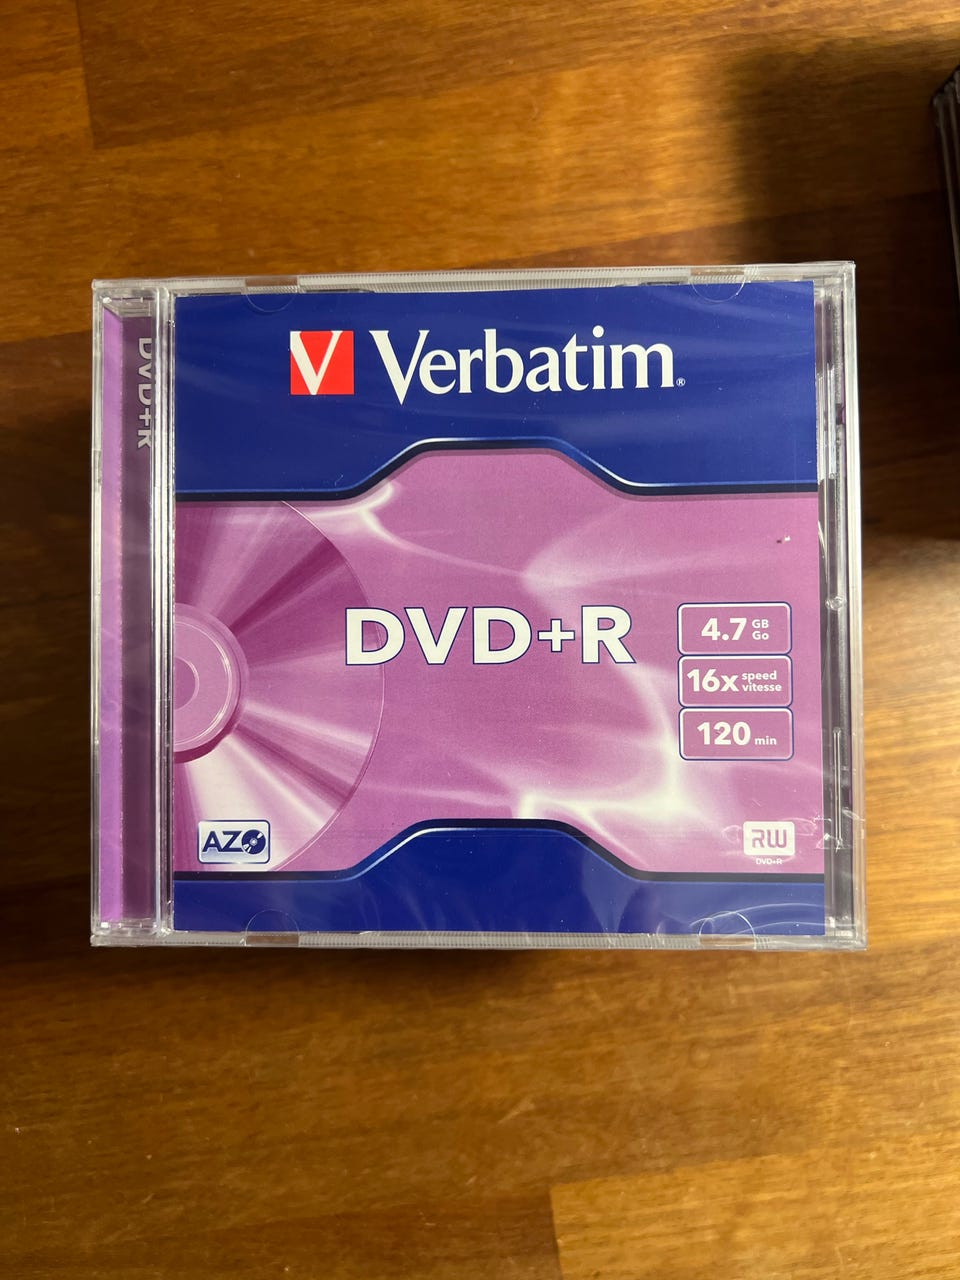 Verbatim®
DVD+R
DVD+R
4.7 GB
Go
16x speed
vitesse
120 min
AZO
RW
DVD+R